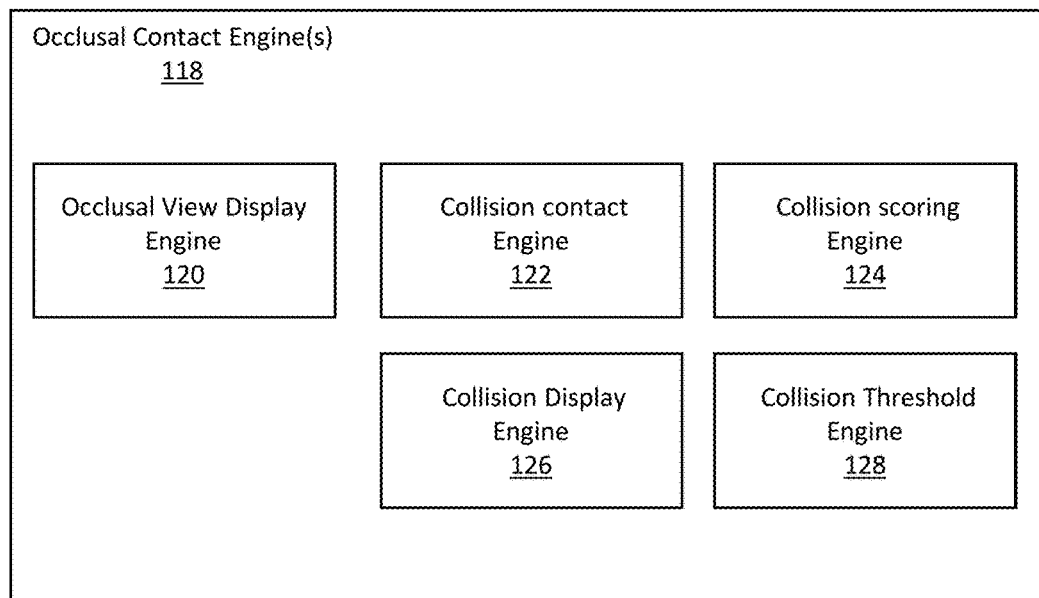 Occlusal Contact Engine(s)
118
Occlusal View Display
Engine
120
Collision contact
Engine
122
Collision scoring
Engine
124
Collision Display
Engine
126
Collision Threshold
Engine
128